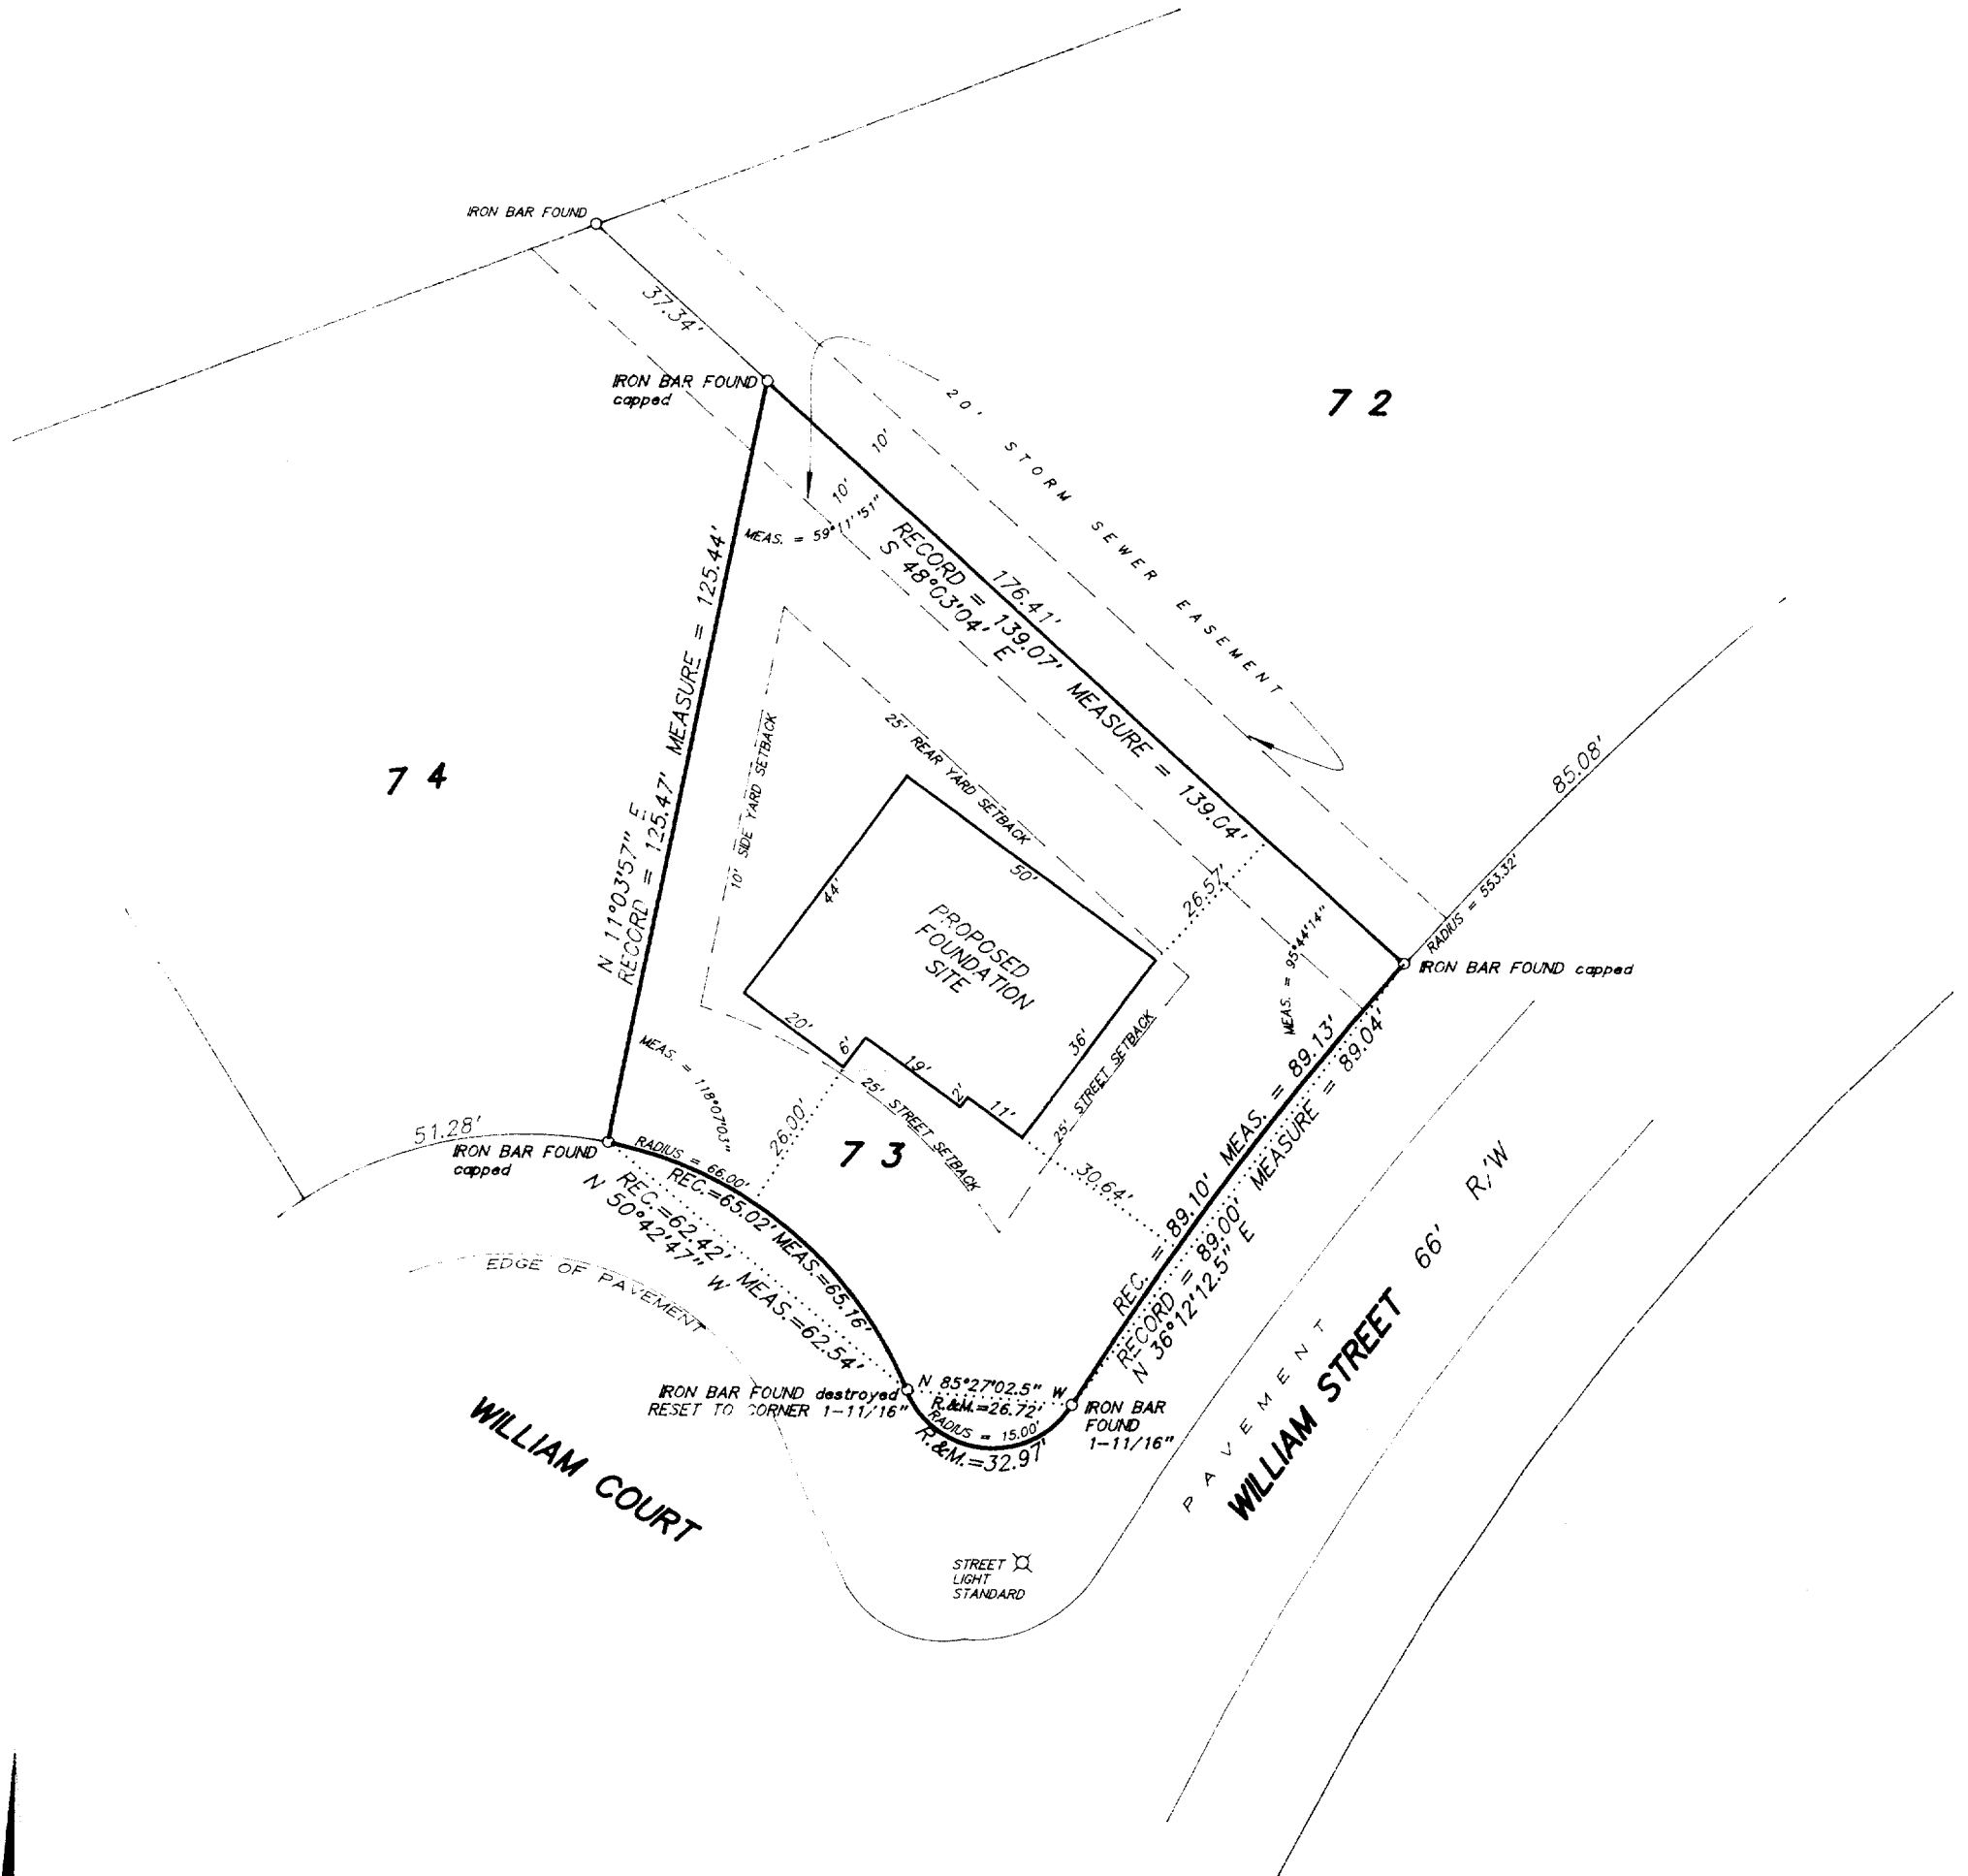 IRON BAR FOUND
37.34'
IRON BAR FOUND
capped
7 2
20' STORM SEWER EASEMENT
10'
10'
MEAS. = 59°11'51"
RECORD = 139.07' MEASURE = 139.04'
S 48°03'04' E
176.41'
N 11°03'57" E
RECORD = 125.47' MEASURE = 125.44'
7 4
10' SIDE YARD SETBACK
25' REAR YARD SETBACK
85.08'
RADIUS = 553.32'
44'
50'
26.57'
PROPOSED
FOUNDATION
SITE
MEAS. = 95°44'14"
IRON BAR FOUND capped
20'
6'
19'
2'
11'
36'
25' STREET SETBACK
25' STREET SETBACK
MEAS. = 118°07'03"
26.00'
7 3
30.64'
51.28'
IRON BAR FOUND
capped
RADIUS = 66.00'
REC.=65.02' MEAS.=65.16'
REC.=62.42' MEAS.=62.54'
N 50°42'47" W
REC. = 89.10' MEAS. = 89.13'
RECORD = 89.00' MEASURE = 89.04'
N 36°12'12.5" E
EDGE OF PAVEMENT
IRON BAR FOUND destroyed
RESET TO CORNER 1-11/16"
N 85°27'02.5" W
R.&M.=26.72'
RADIUS = 15.00'
R.&M.=32.97'
IRON BAR
FOUND
1-11/16"
WILLIAM COURT
PAVEMENT
WILLIAM STREET 66' R/W
STREET
LIGHT
STANDARD